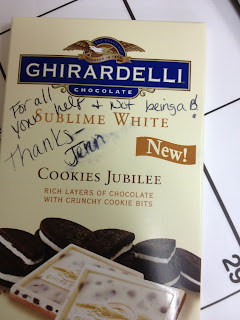 GHIRARDELLI
CHOCOLATE
For all
your help & Not being a B!
SUBLIME WHITE
Thanks-
Jenn
New!
COOKIES JUBILEE
RICH LAYERS OF CHOCOLATE
WITH CRUNCHY COOKIE BITS